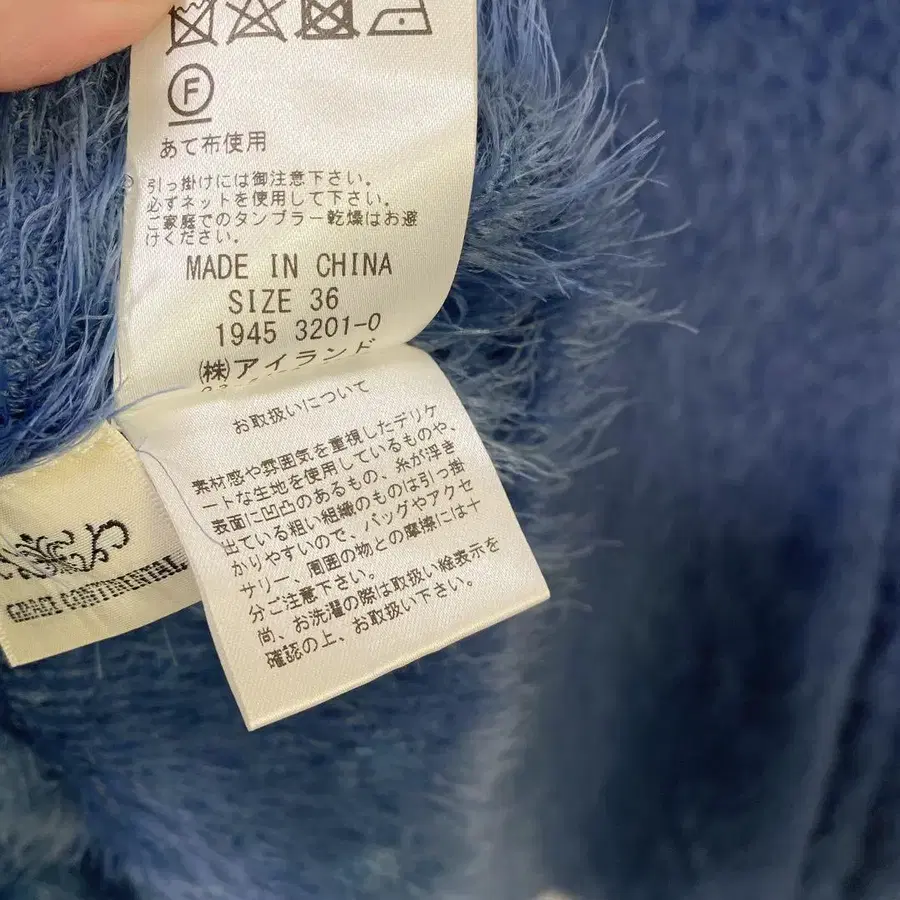 F
あて布使用
引っ掛けには御注意下さい。
必ずネットを使用して下さい。
ご家庭でのタンブラー乾燥はお避
けください。
MADE IN CHINA
SIZE 36
1945 3201-0
(株)アイランド
お取扱いについて
素材感や雰囲気を重視したデリケ
ートな生地を使用しているものや、
表面に凹凸のあるもの、糸が浮き
出ている粗い組織のものは引っ掛
かりやすいので、バッグやアクセ
サリー、周囲の物との摩擦には十
分ご注意下さい。
尚、お洗濯の際は取扱い絵表示を
確認の上、お取扱い下さい。
GRACE CONTINENTAL